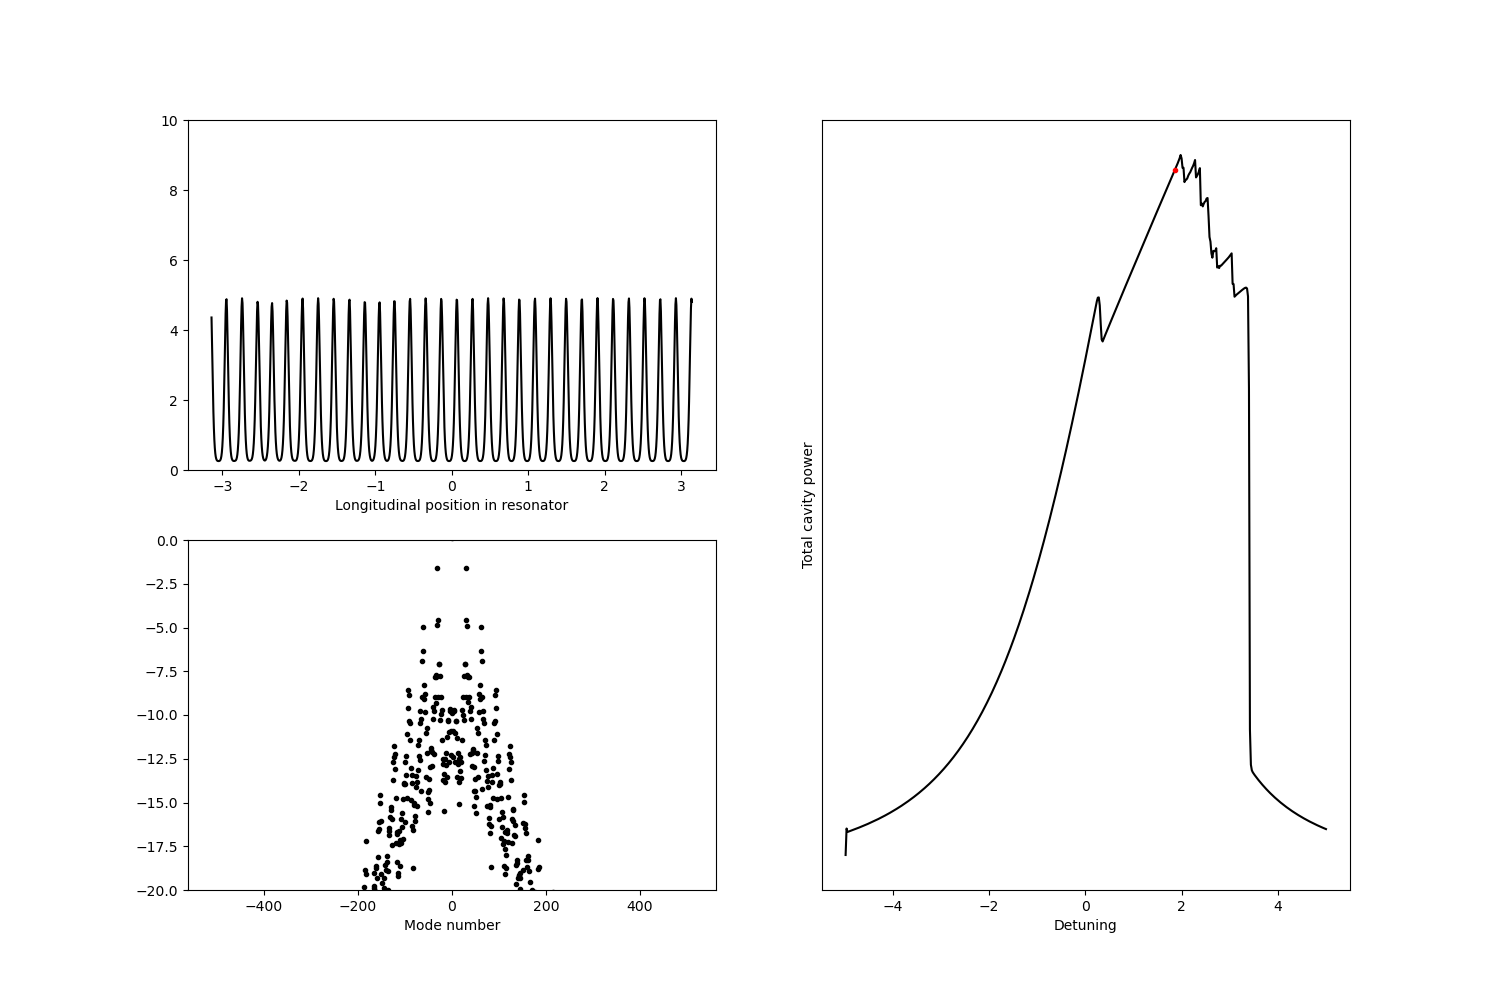 10
8
6
4
2
0
−3 −2 −1 0 1 2 3
Longitudinal position in resonator
0.0
−2.5
−5.0
−7.5
−10.0
−12.5
−15.0
−17.5
−20.0
−400 −200 0 200 400
Mode number
Total cavity power
−4 −2 0 2 4
Detuning